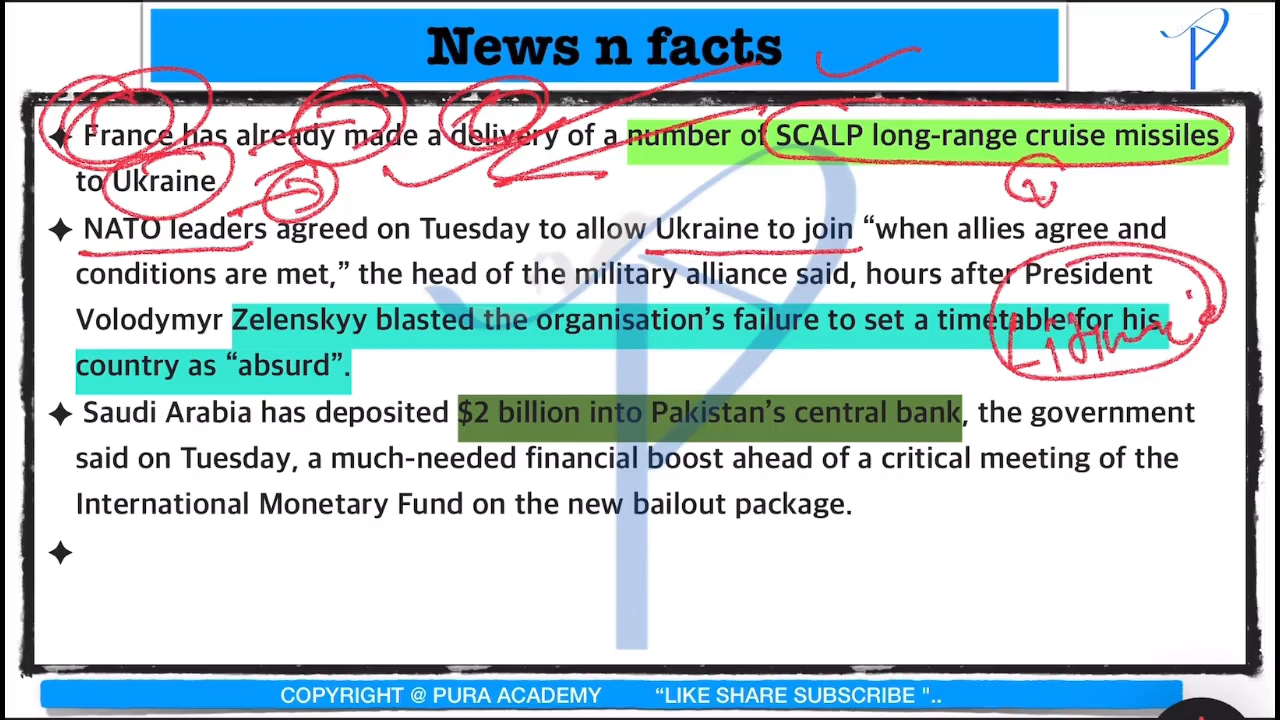 News n facts
✦ France has already made a delivery of a number of SCALP long-range cruise missiles
to Ukraine.
✦ NATO leaders agreed on Tuesday to allow Ukraine to join “when allies agree and
conditions are met,” the head of the military alliance said, hours after President
Volodymyr Zelenskyy blasted the organisation’s failure to set a timetable for his
country as “absurd”.
✦ Saudi Arabia has deposited $2 billion into Pakistan’s central bank, the government
said on Tuesday, a much-needed financial boost ahead of a critical meeting of the
International Monetary Fund on the new bailout package.
✦
COPYRIGHT @ PURA ACADEMY “LIKE SHARE SUBSCRIBE "..